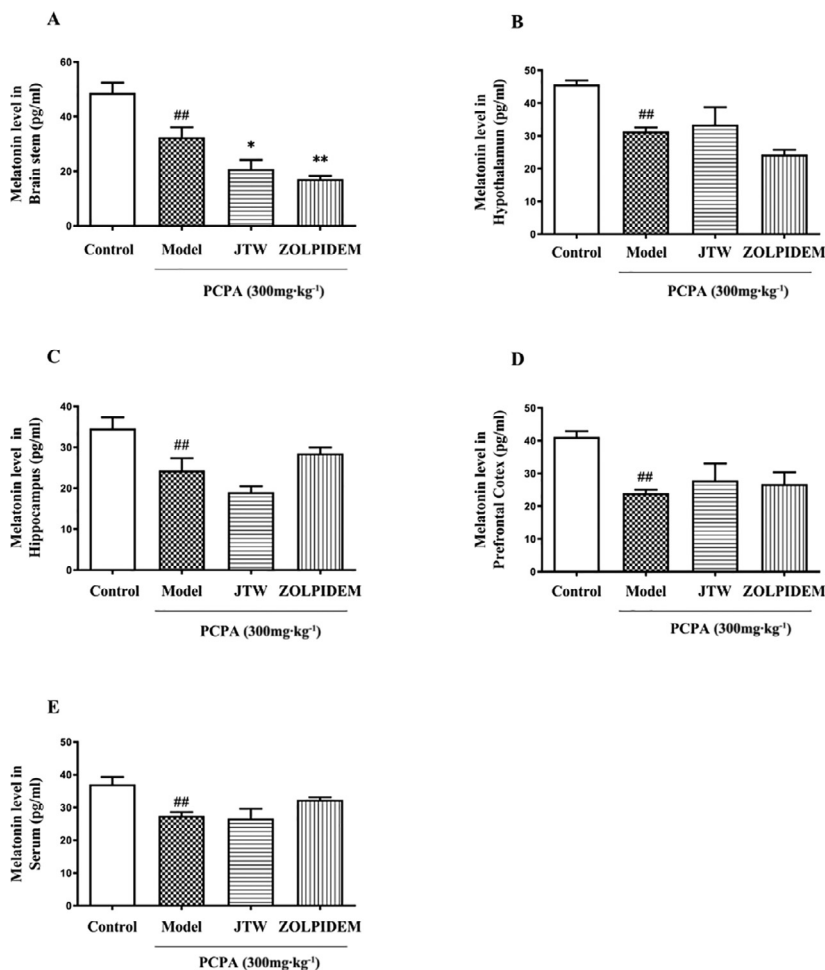 A
Melatonin level in
Brain stem (pg/ml)
60
40
20
0
##
*
**
Control Model JTW ZOLPIDEM
PCPA (300mg·kg⁻¹)
B
Melatonin level in
Hypothalamun (pg/ml)
50
40
30
20
10
0
##
Control Model JTW ZOLPIDEM
PCPA (300mg·kg⁻¹)
C
Melatonin level in
Hippocampus (pg/ml)
40
30
20
10
0
##
Control Model JTW ZOLPIDEM
PCPA (300mg·kg⁻¹)
D
Melatonin level in
Prefrontal Cotex (pg/ml)
50
40
30
20
10
0
##
Control Model JTW ZOLPIDEM
PCPA (300mg·kg⁻¹)
E
Melatonin level in
Serum (pg/ml)
50
40
30
20
10
0
##
Control Model JTW ZOLPIDEM
PCPA (300mg·kg⁻¹)